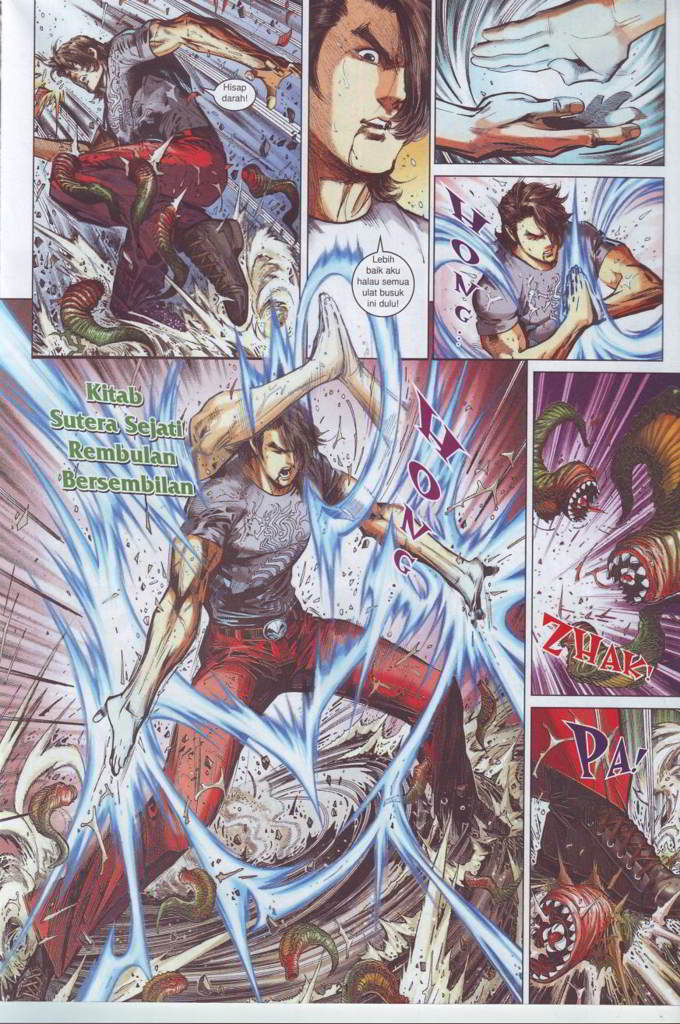 Hisap
darah!
Lebih
baik aku
halau semua
ulat busuk
ini dulu!
HONG...
Kitab
Sutera Sejati
Rembulan
Bersembilan
HONG
ZHAK!
PA!